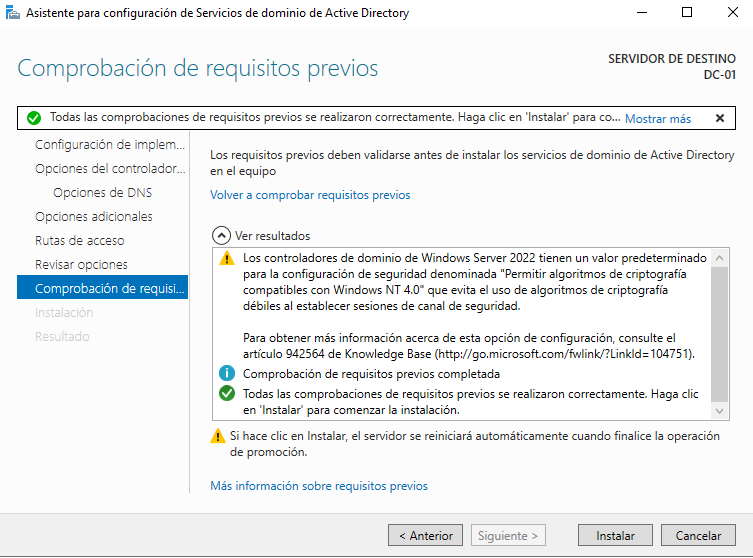 Asistente para configuración de Servicios de dominio de Active Directory
Comprobación de requisitos previos
SERVIDOR DE DESTINO
DC-01
Todas las comprobaciones de requisitos previos se realizaron correctamente. Haga clic en 'Instalar' para co... Mostrar más
Configuración de implem...
Opciones del controlador...
Opciones de DNS
Opciones adicionales
Rutas de acceso
Revisar opciones
Comprobación de requisi...
Instalación
Resultado
Los requisitos previos deben validarse antes de instalar los servicios de dominio de Active Directory
en el equipo
Volver a comprobar requisitos previos
Ver resultados
Los controladores de dominio de Windows Server 2022 tienen un valor predeterminado
para la configuración de seguridad denominada "Permitir algoritmos de criptografía
compatibles con Windows NT 4.0" que evita el uso de algoritmos de criptografía
débiles al establecer sesiones de canal de seguridad.
Para obtener más información acerca de esta opción de configuración, consulte el
artículo 942564 de Knowledge Base (http://go.microsoft.com/fwlink/?LinkId=104751).
Comprobación de requisitos previos completada
Todas las comprobaciones de requisitos previos se realizaron correctamente. Haga clic
en 'Instalar' para comenzar la instalación.
Si hace clic en Instalar, el servidor se reiniciará automáticamente cuando finalice la operación
de promoción.
Más información sobre requisitos previos
< Anterior
Siguiente >
Instalar
Cancelar